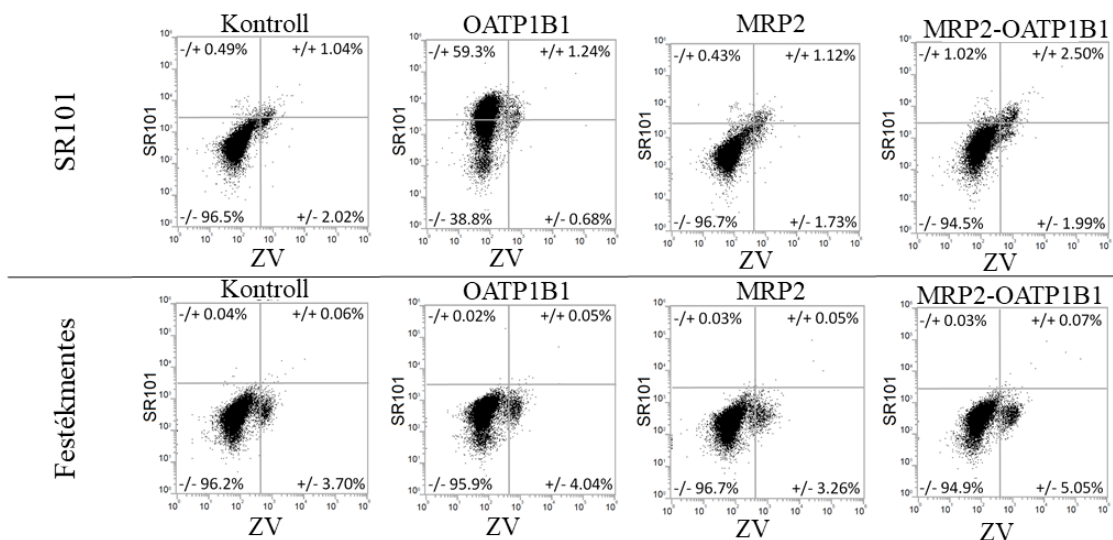 Kontroll
OATP1B1
MRP2
MRP2-OATP1B1
-/+ 0.49% +/+ 1.04%
-/+ 59.3% +/+ 1.24%
-/+ 0.43% +/+ 1.12%
-/+ 1.02% +/+ 2.50%
SR101
SR101
SR101
SR101
SR101
-/- 96.5% +/- 2.02%
-/- 38.8% +/- 0.68%
-/- 96.7% +/- 1.73%
-/- 94.5% +/- 1.99%
ZV
ZV
ZV
ZV
Kontroll
OATP1B1
MRP2
MRP2-OATP1B1
-/+ 0.04% +/+ 0.06%
-/+ 0.02% +/+ 0.05%
-/+ 0.03% +/+ 0.05%
-/+ 0.03% +/+ 0.07%
Festékmentes
SR101
SR101
SR101
SR101
-/- 96.2% +/- 3.70%
-/- 95.9% +/- 4.04%
-/- 96.7% +/- 3.26%
-/- 94.9% +/- 5.05%
ZV
ZV
ZV
ZV